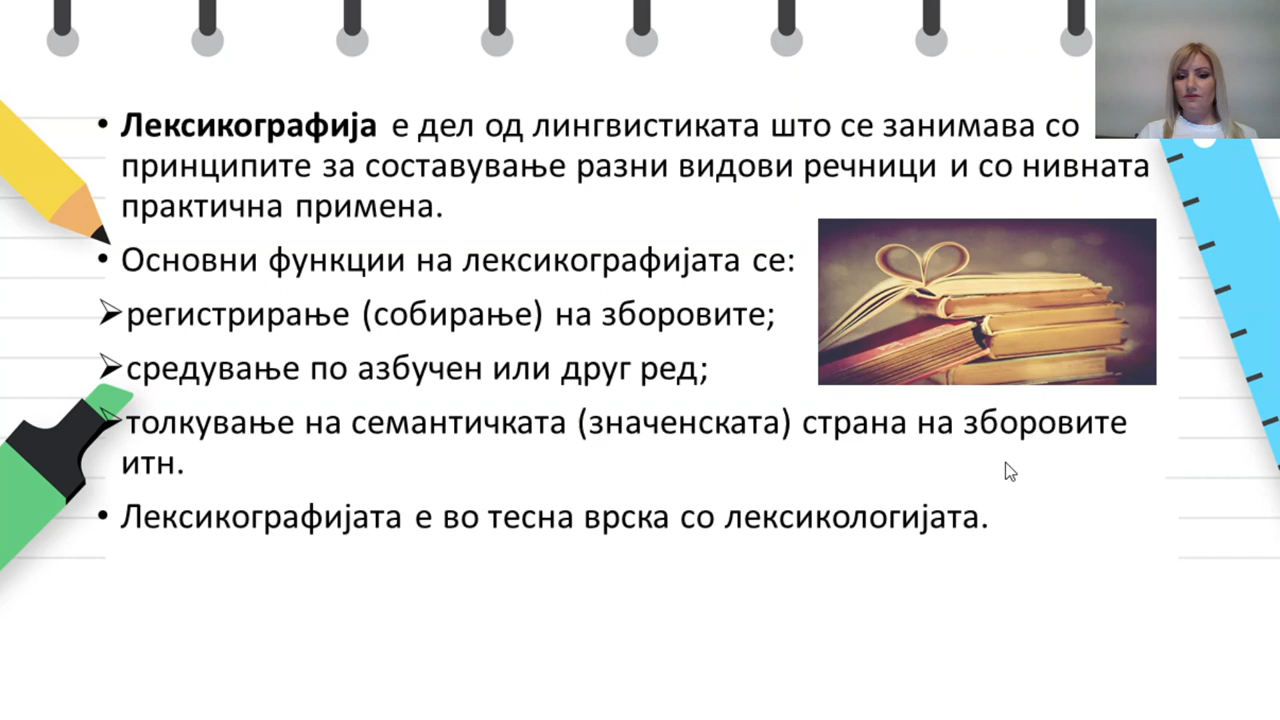 • Лексикографија е дел од лингвистиката што се занимава со
принципите за составување разни видови речници и со нивната
практична примена.
• Основни функции на лексикографијата се:
➢регистрирање (собирање) на зборовите;
➢средување по азбучен или друг ред;
➢толкување на семантичката (значенската) страна на зборовите
итн.
• Лексикографијата е во тесна врска со лексикологијата.